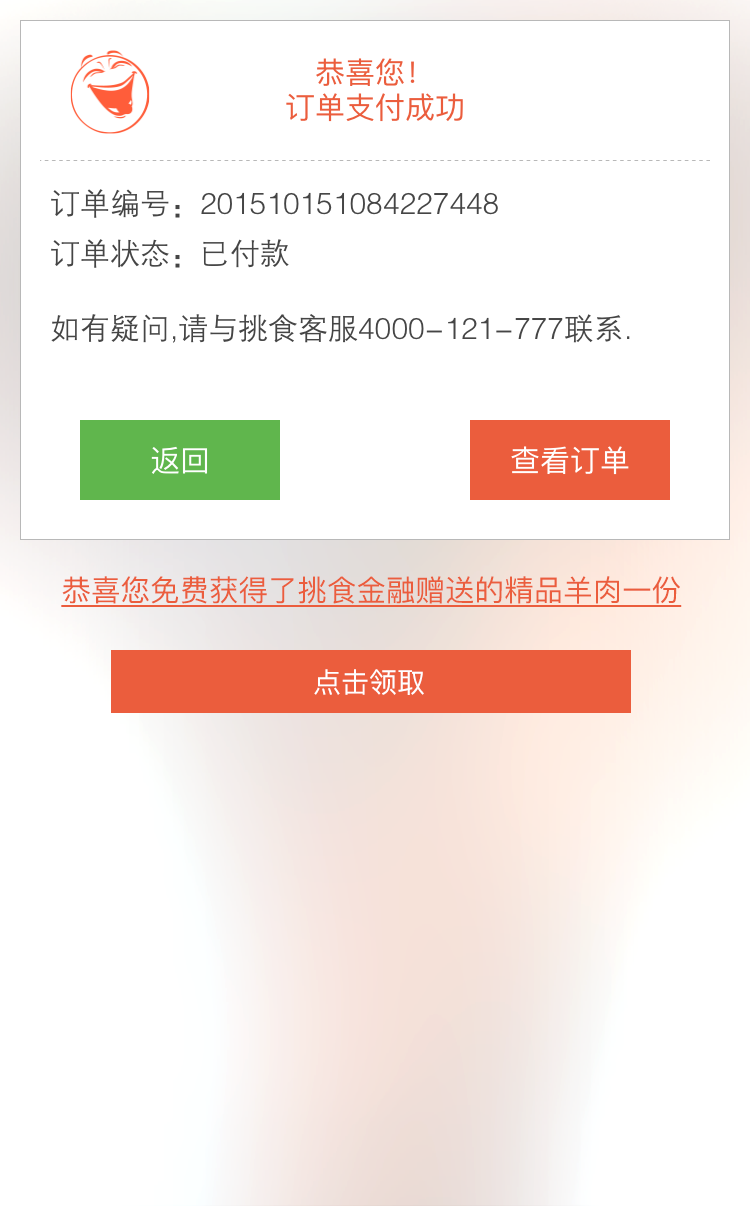 恭喜您！
订单支付成功
订单编号：201510151084227448
订单状态：已付款
如有疑问,请与挑食客服4000-121-777联系.
返回
查看订单
恭喜您免费获得了挑食金融赠送的精品羊肉一份
点击领取